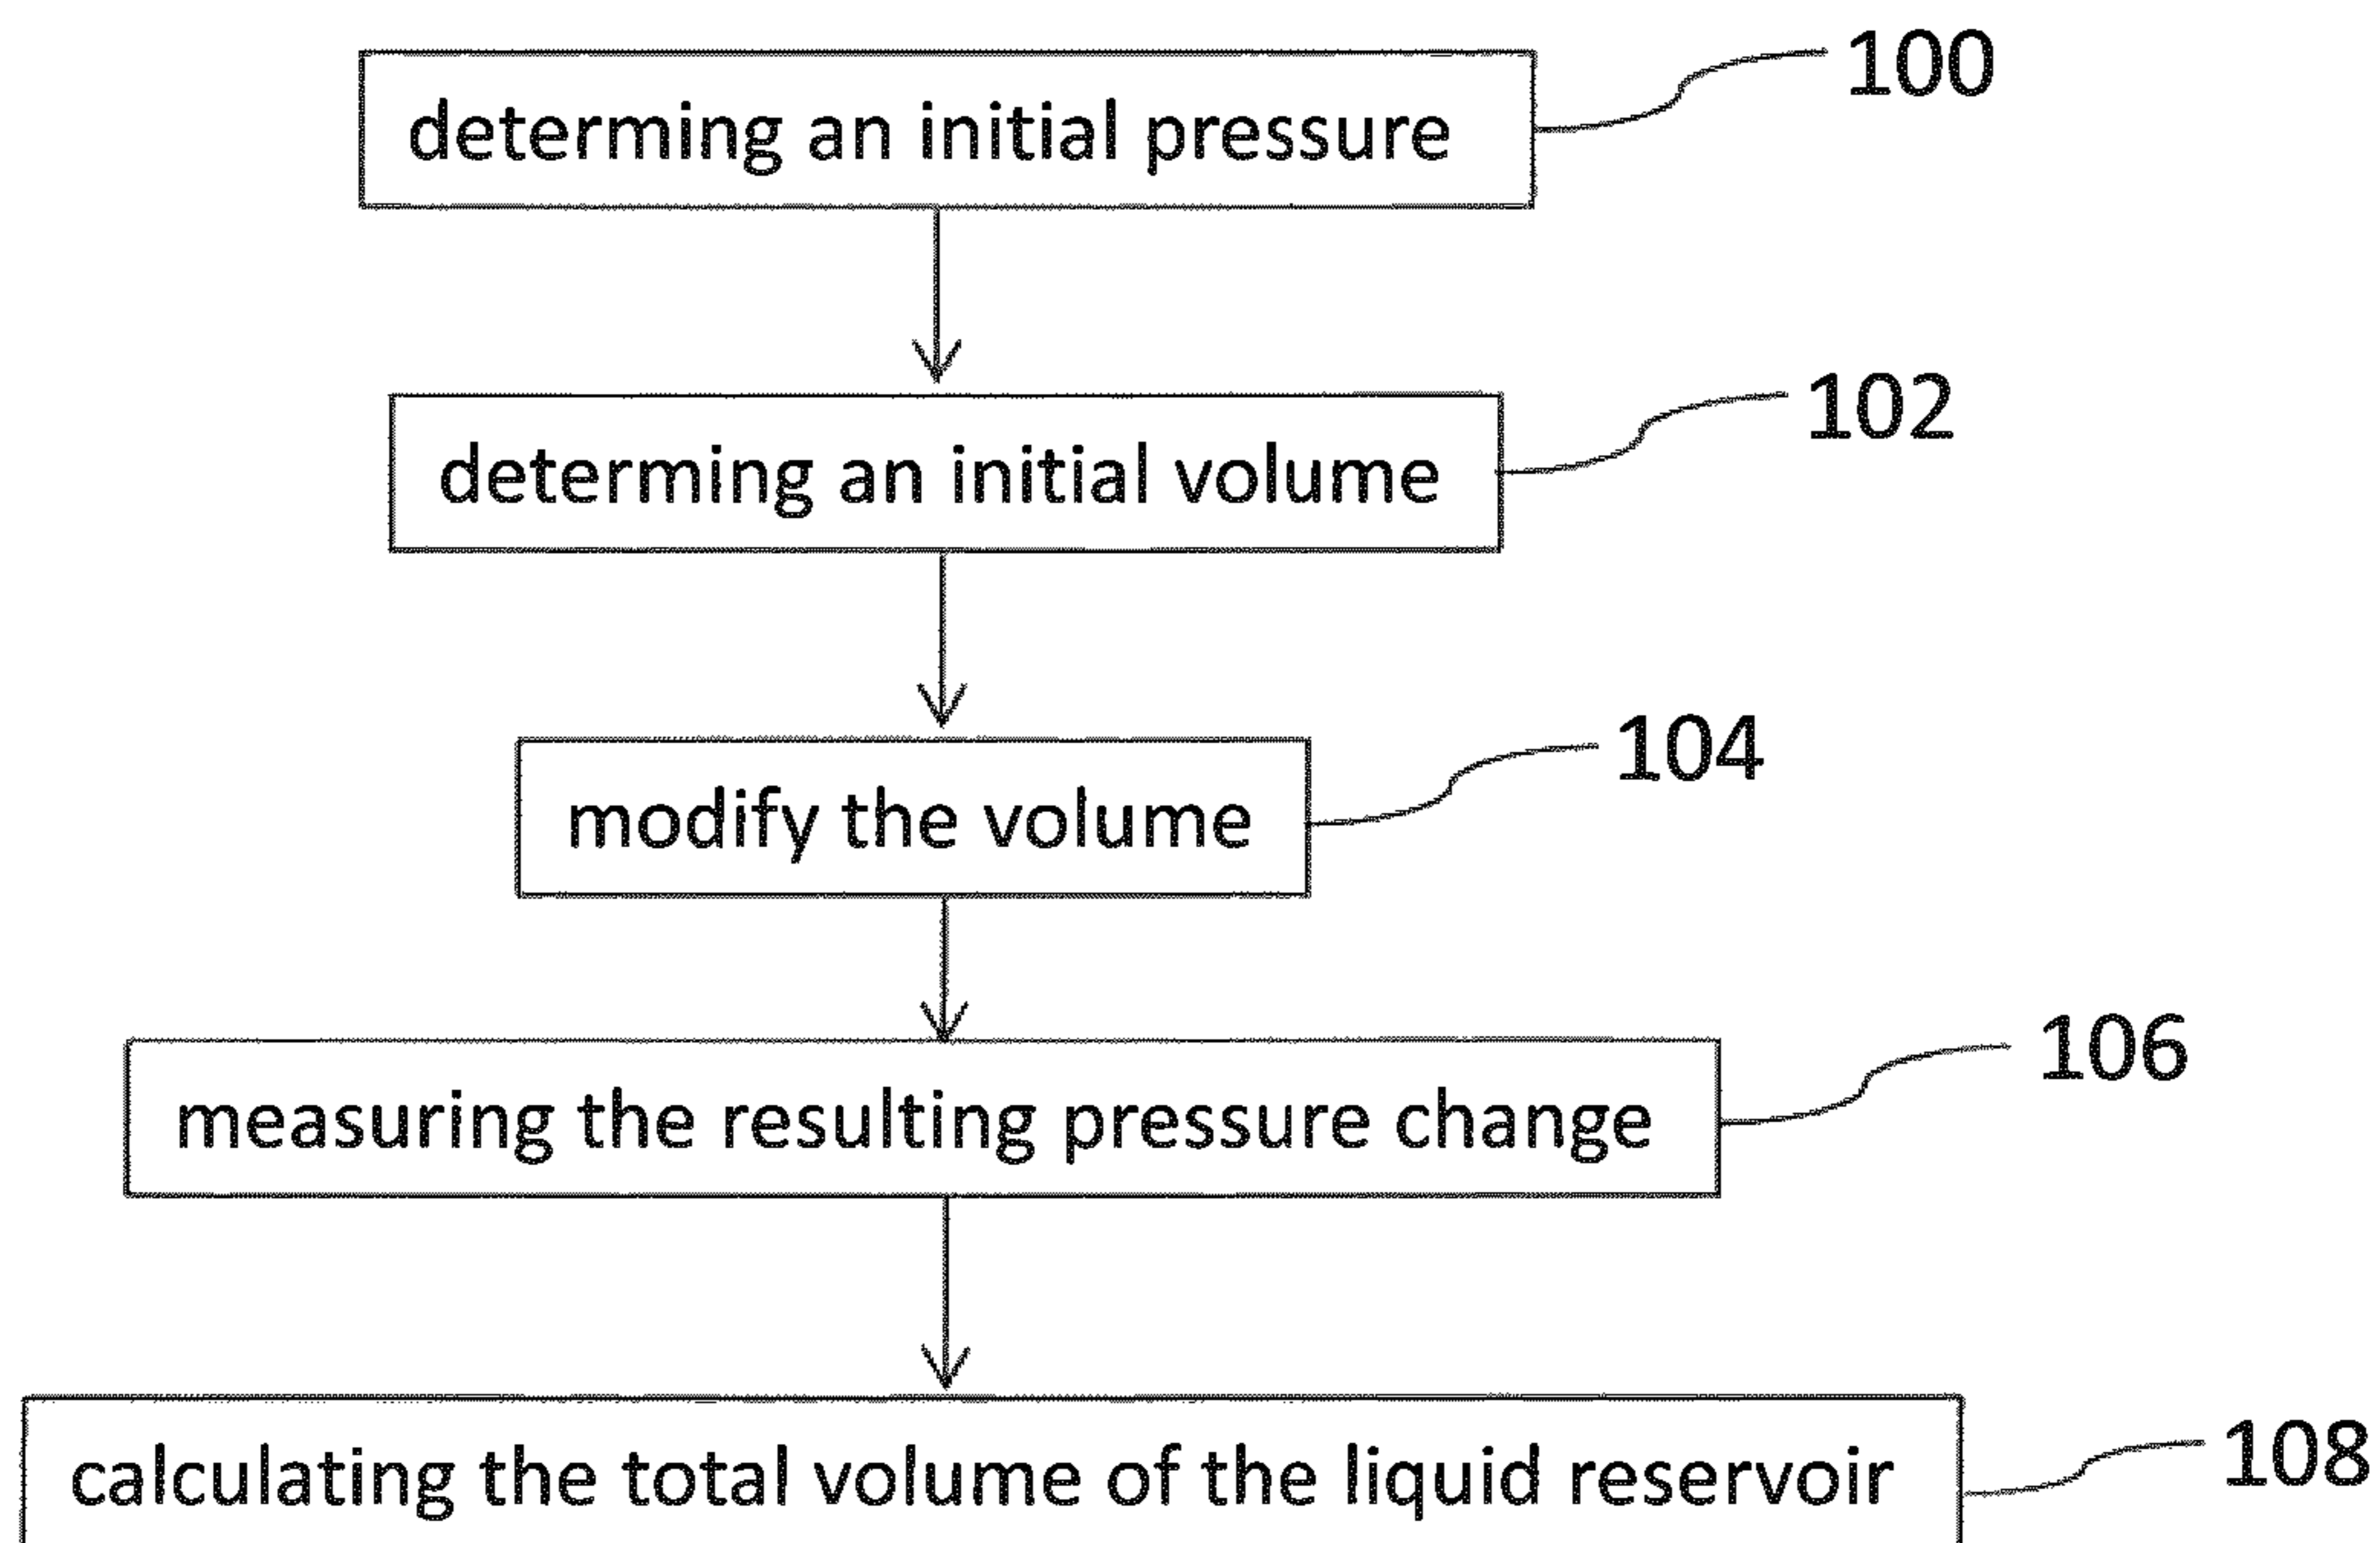 determing an initial pressure 100
determing an initial volume 102
modify the volume 104
measuring the resulting pressure change 106
calculating the total volume of the liquid reservoir 108